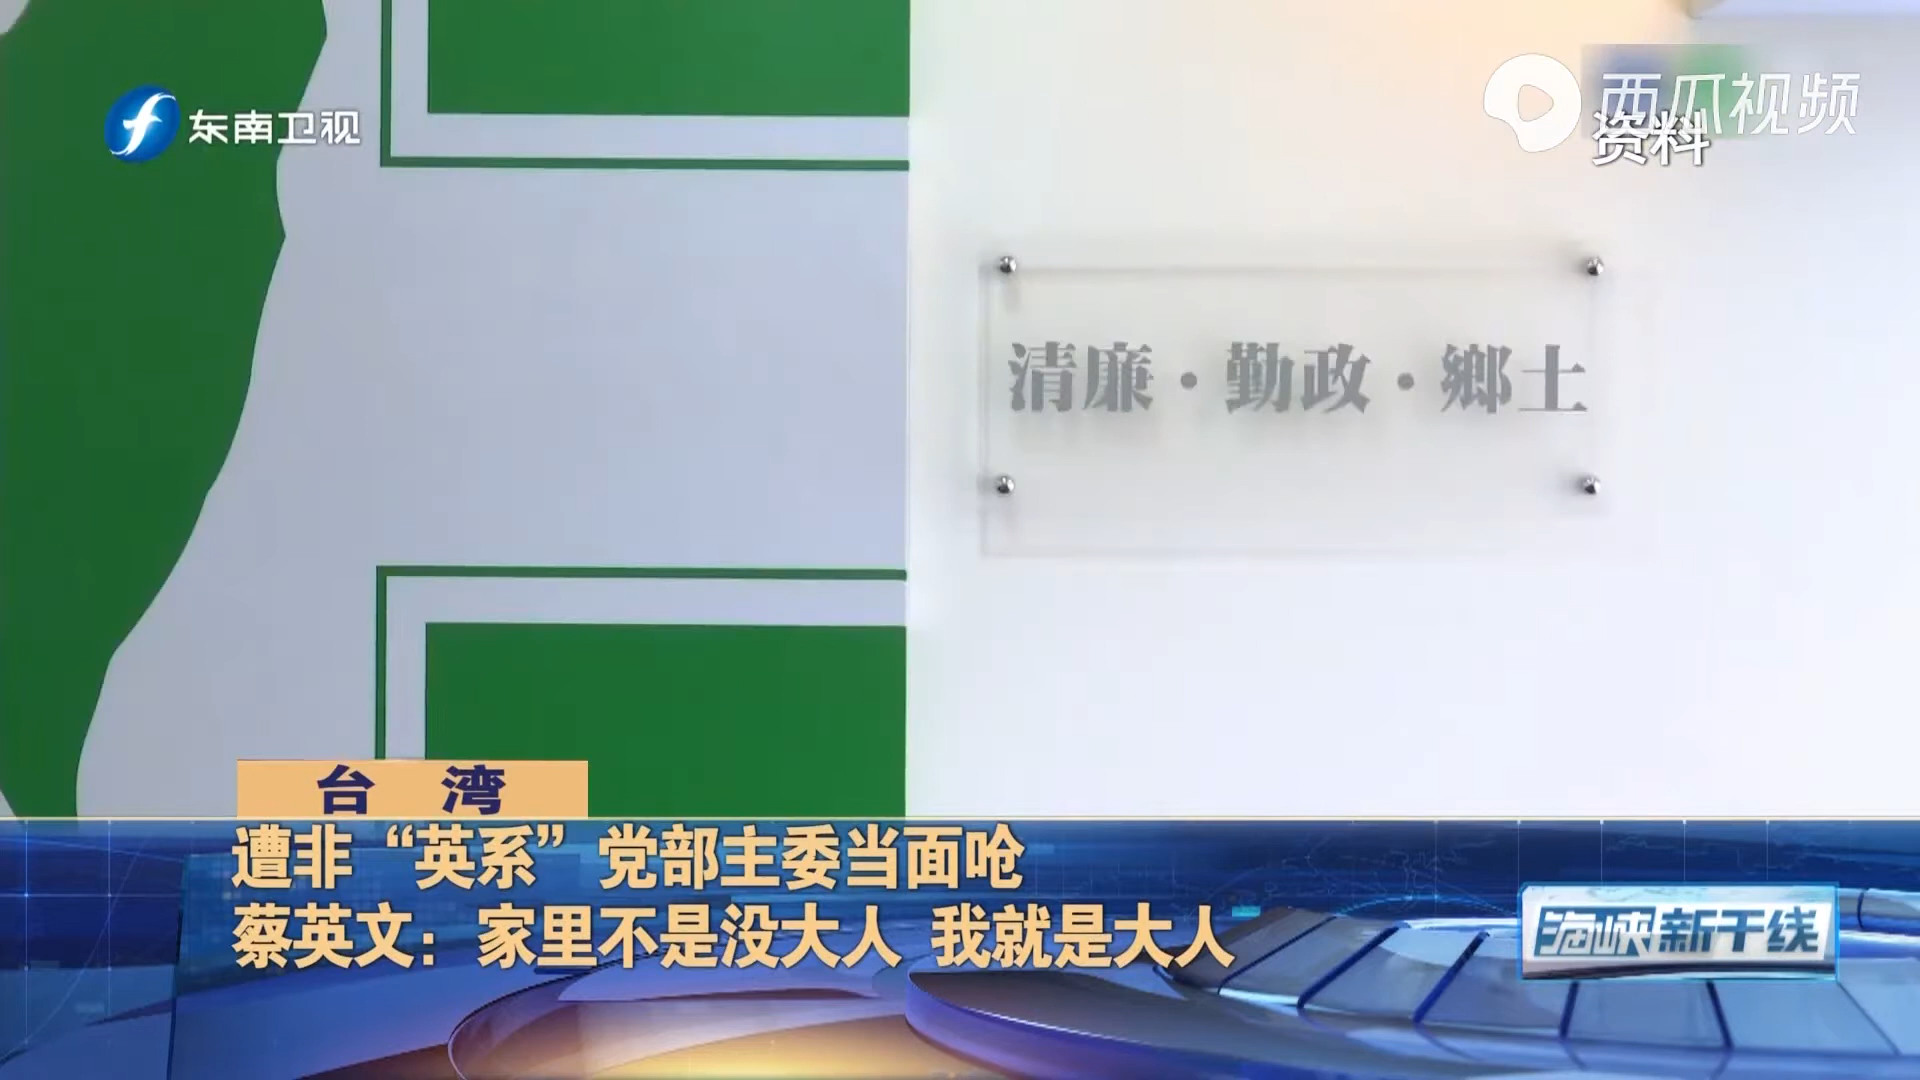 东南卫视
西瓜视频
资料
清廉·勤政·鄉土
台 湾
遭非“英系”党部主委当面呛
蔡英文：家里不是没大人 我就是大人
海峡新干线